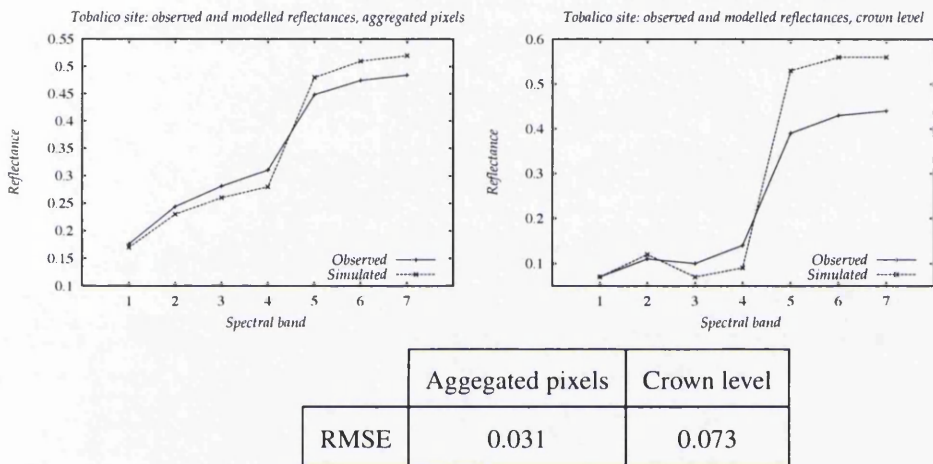 Tobalico site: observed and modelled reflectances, aggregated pixels
0.55
0.5
0.45
0.4
0.35
0.3
0.25
0.2
0.15
0.1
Reflectance
Observed
Simulated
1 2 3 4 5 6 7
Spectral band
Tobalico site: observed and modelled reflectances, crown level
0.6
0.5
0.4
0.3
0.2
0.1
Reflectance
Observed
Simulated
1 2 3 4 5 6 7
Spectral band
Aggegated pixels Crown level
RMSE 0.031 0.073